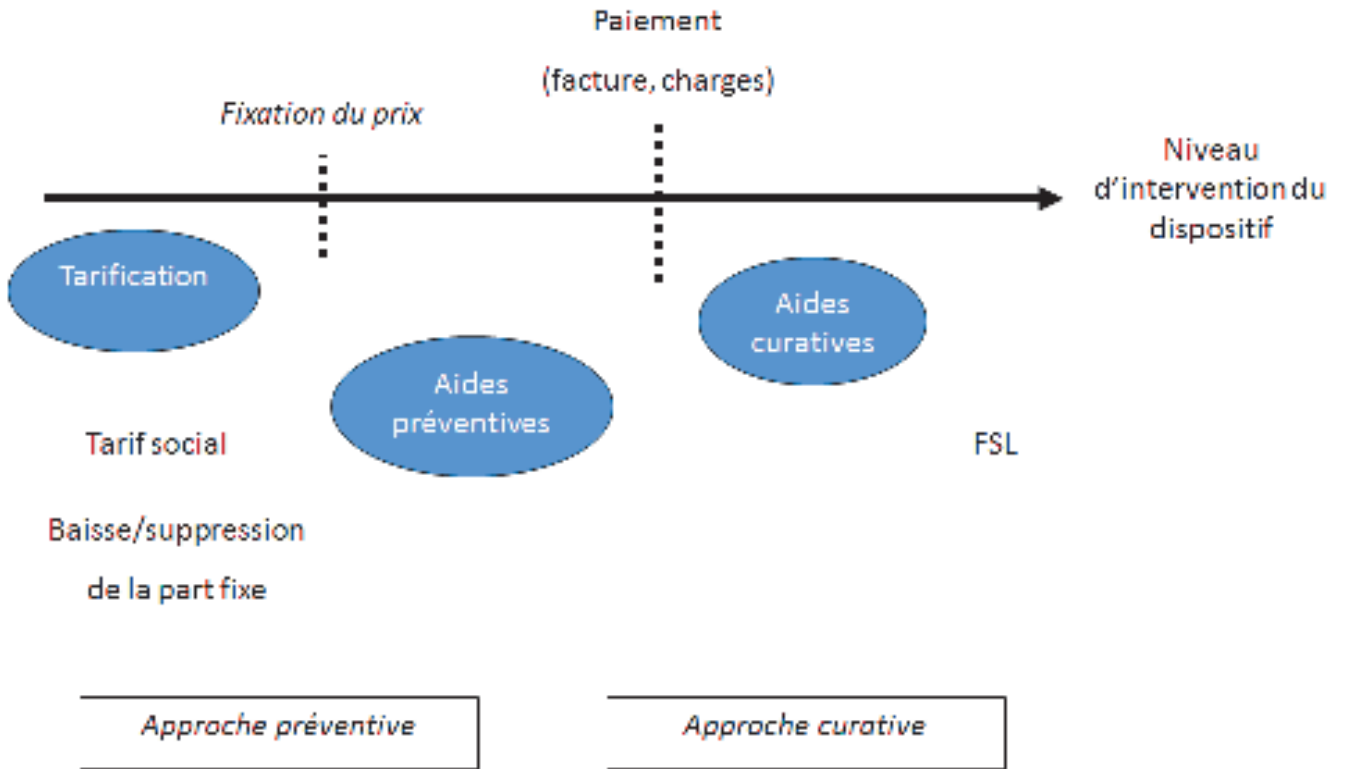 Paiement
(facture, charges)
Fixation du prix
Niveau
d'intervention du
dispositif
Tarification
Aides
curatives
Aides
préventives
Tarif social
FSL
Baisse/suppression
de la part fixe
Approche préventive
Approche curative